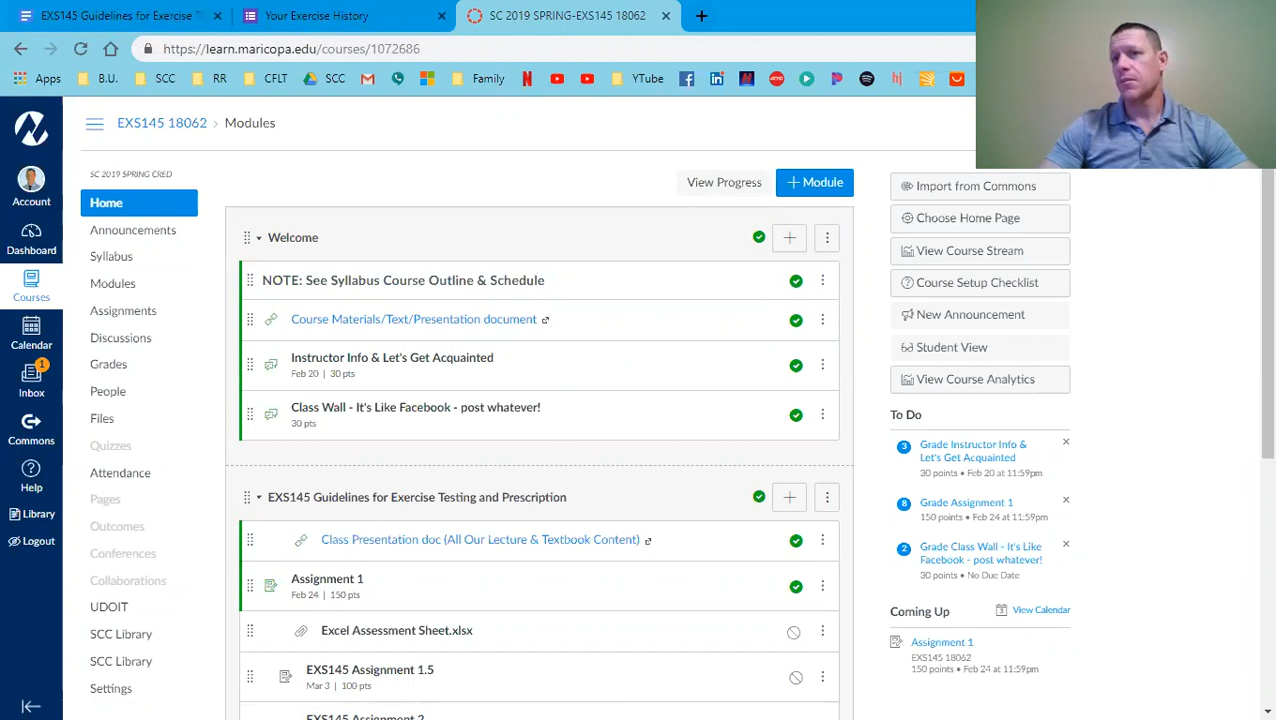 EXS145 Guidelines for Exercise T
Your Exercise History
SC 2019 SPRING-EXS145 18062
https://learn.maricopa.edu/courses/1072686
Apps
B.U.
SCC
RR
CFLT
SCC
Family
YTube
EXS145 18062 › Modules
SC 2019 SPRING CRED
Home
Announcements
Syllabus
Modules
Assignments
Discussions
Grades
People
Files
Quizzes
Attendance
Pages
Outcomes
Conferences
Collaborations
UDOIT
SCC Library
SCC Library
Settings
Account
Dashboard
Courses
Calendar
1
Inbox
Commons
Help
Library
Logout
View Progress
+ Module
Welcome
NOTE: See Syllabus Course Outline & Schedule
Course Materials/Text/Presentation document
Instructor Info & Let's Get Acquainted
Feb 20 | 30 pts
Class Wall - It's Like Facebook - post whatever!
30 pts
EXS145 Guidelines for Exercise Testing and Prescription
Class Presentation doc (All Our Lecture & Textbook Content)
Assignment 1
Feb 24 | 150 pts
Excel Assessment Sheet.xlsx
EXS145 Assignment 1.5
Mar 3 | 100 pts
EXS145 Assignment 2
Import from Commons
Choose Home Page
View Course Stream
Course Setup Checklist
New Announcement
Student View
View Course Analytics
To Do
3 Grade Instructor Info &
Let's Get Acquainted
30 points • Feb 20 at 11:59pm
8 Grade Assignment 1
150 points • Feb 24 at 11:59pm
2 Grade Class Wall - It's Like
Facebook - post whatever!
30 points • No Due Date
Coming Up
View Calendar
Assignment 1
EXS145 18062
150 points • Feb 24 at 11:59pm